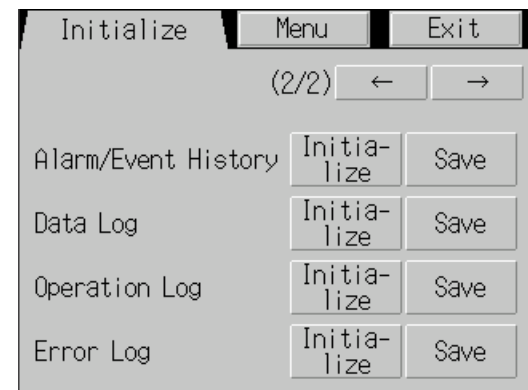 Initialize Menu Exit
(2/2) ← →
Alarm/Event History Initia-
lize Save
Data Log Initia-
lize Save
Operation Log Initia-
lize Save
Error Log Initia-
lize Save